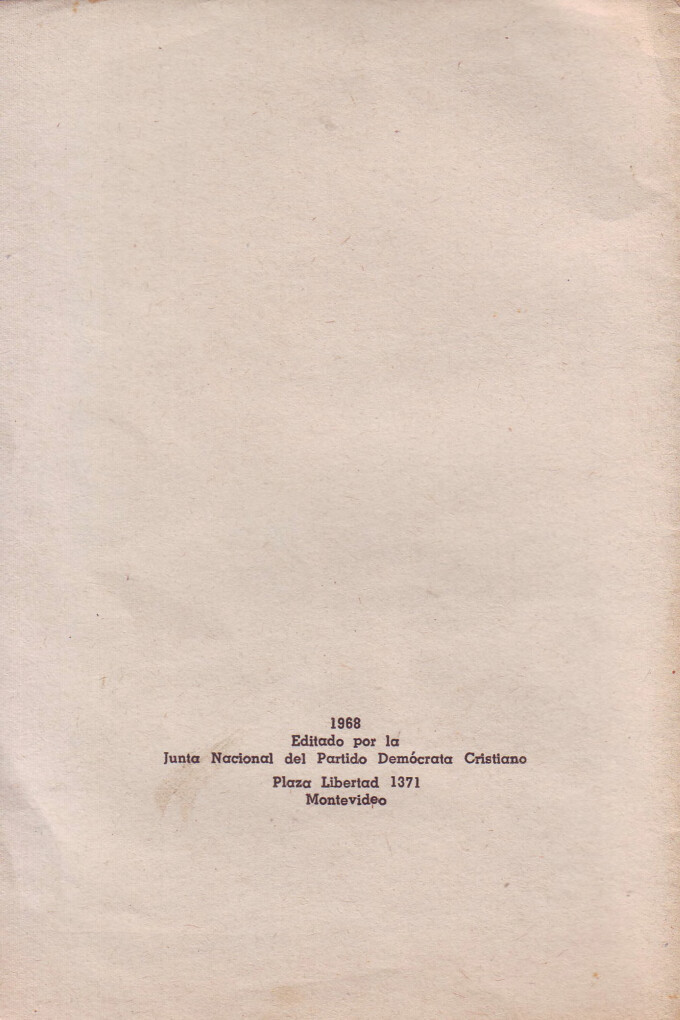 1968
Editado por la
Junta Nacional del Partido Demócrata Cristiano
Plaza Libertad 1371
Montevideo